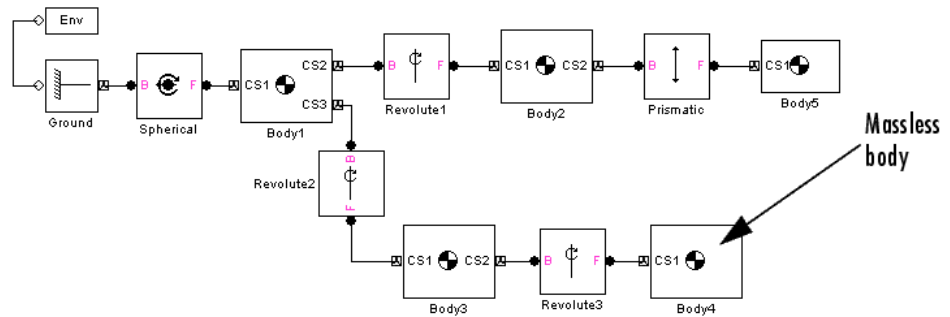 Env
CS2 B F CS1 CS2 B F CS1
B F CS1
CS3
Ground Spherical Body1 Revolute1 Body2 Prismatic Body5
Massless
body
B
Revolute2
F
CS1 CS2 B F CS1
Body3 Revolute3 Body4